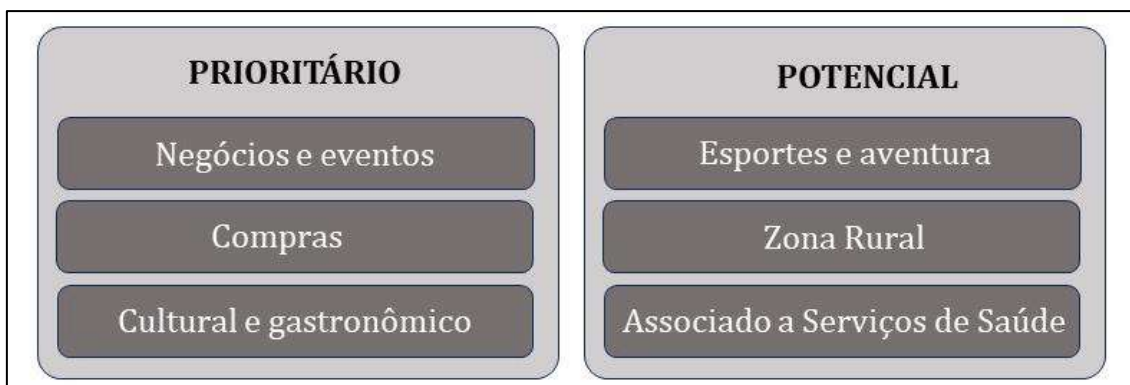 PRIORITÁRIO
Negócios e eventos
Compras
Cultural e gastronômico
POTENCIAL
Esportes e aventura
Zona Rural
Associado a Serviços de Saúde